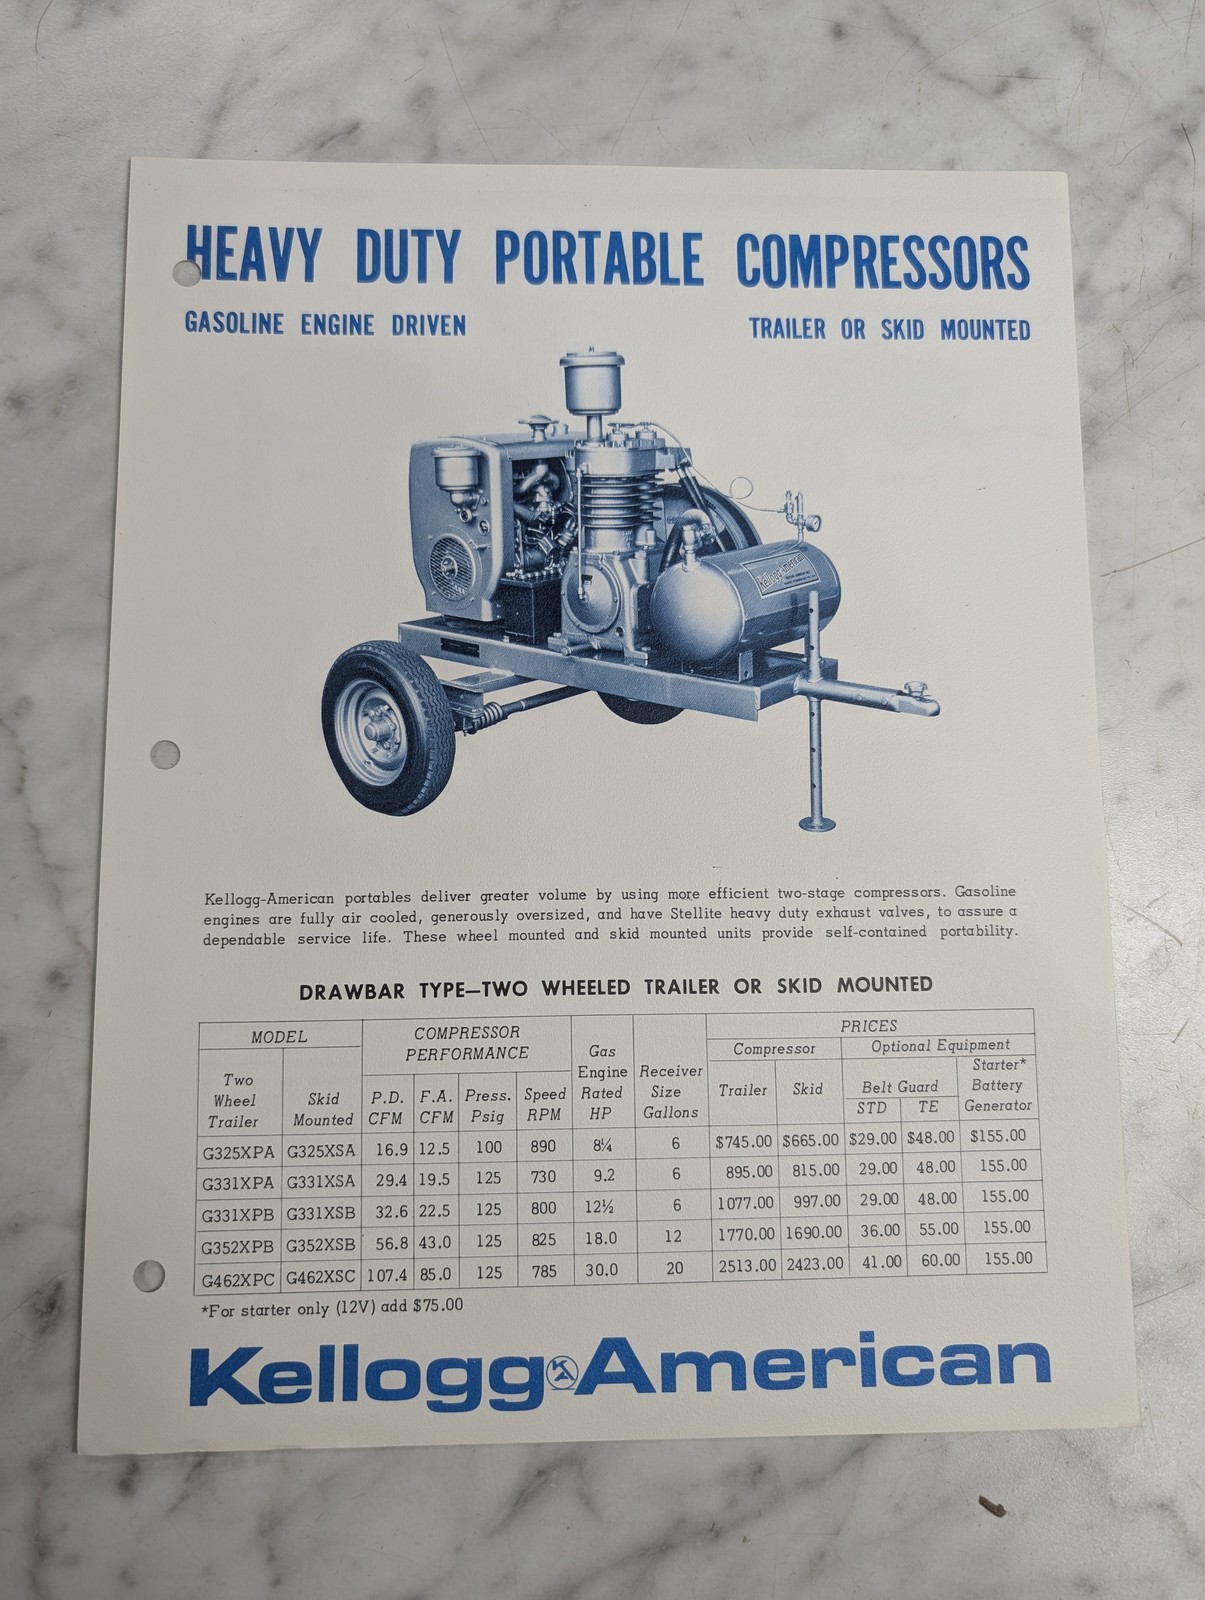 HEAVY DUTY PORTABLE COMPRESSORS
GASOLINE ENGINE DRIVEN
TRAILER OR SKID MOUNTED
Kellogg-American
Kellogg-American portables deliver greater volume by using more efficient two-stage compressors. Gasoline
engines are fully air cooled, generously oversized, and have Stellite heavy duty exhaust valves, to assure a
dependable service life. These wheel mounted and skid mounted units provide self-contained portability.
DRAWBAR TYPE—TWO WHEELED TRAILER OR SKID MOUNTED
MODEL COMPRESSOR PERFORMANCE Gas Engine Rated HP Receiver Size Gallons PRICES
Compressor Optional Equipment
Two Wheel Trailer Skid Mounted P.D. CFM F.A. CFM Press. Psig Speed RPM Trailer Skid Belt Guard Starter* Battery Generator
STD TE
G325XPA G325XSA 16.9 12.5 100 890 8¼ 6 $745.00 $665.00 $29.00 $48.00 $155.00
G331XPA G331XSA 29.4 19.5 125 730 9.2 6 895.00 815.00 29.00 48.00 155.00
G331XPB G331XSB 32.6 22.5 125 800 12½ 6 1077.00 997.00 29.00 48.00 155.00
G352XPB G352XSB 56.8 43.0 125 825 18.0 12 1770.00 1690.00 36.00 55.00 155.00
G462XPC G462XSC 107.4 85.0 125 785 30.0 20 2513.00 2423.00 41.00 60.00 155.00
*For starter only (12V) add $75.00
Kellogg KA American